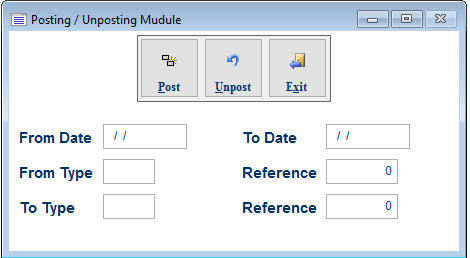 Posting / Unposting Mudule
Post Unpost Exit
From Date / / To Date / /
From Type Reference 0
To Type Reference 0